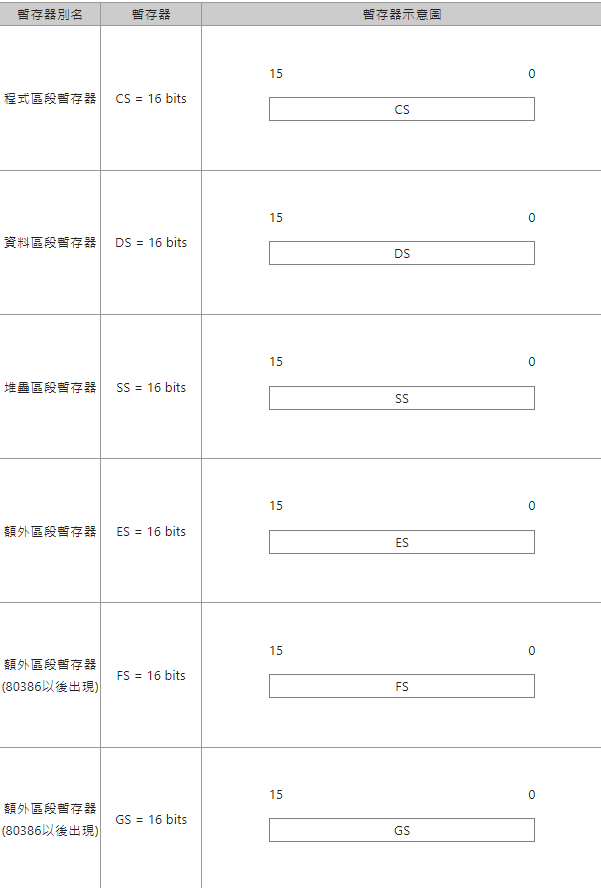 暫存器別名 暫存器 暫存器示意圖
15 0
程式區段暫存器 CS = 16 bits CS
15 0
資料區段暫存器 DS = 16 bits DS
15 0
堆疊區段暫存器 SS = 16 bits SS
15 0
額外區段暫存器 ES = 16 bits ES
15 0
額外區段暫存器
(80386以後出現) FS = 16 bits FS
15 0
額外區段暫存器
(80386以後出現) GS = 16 bits GS